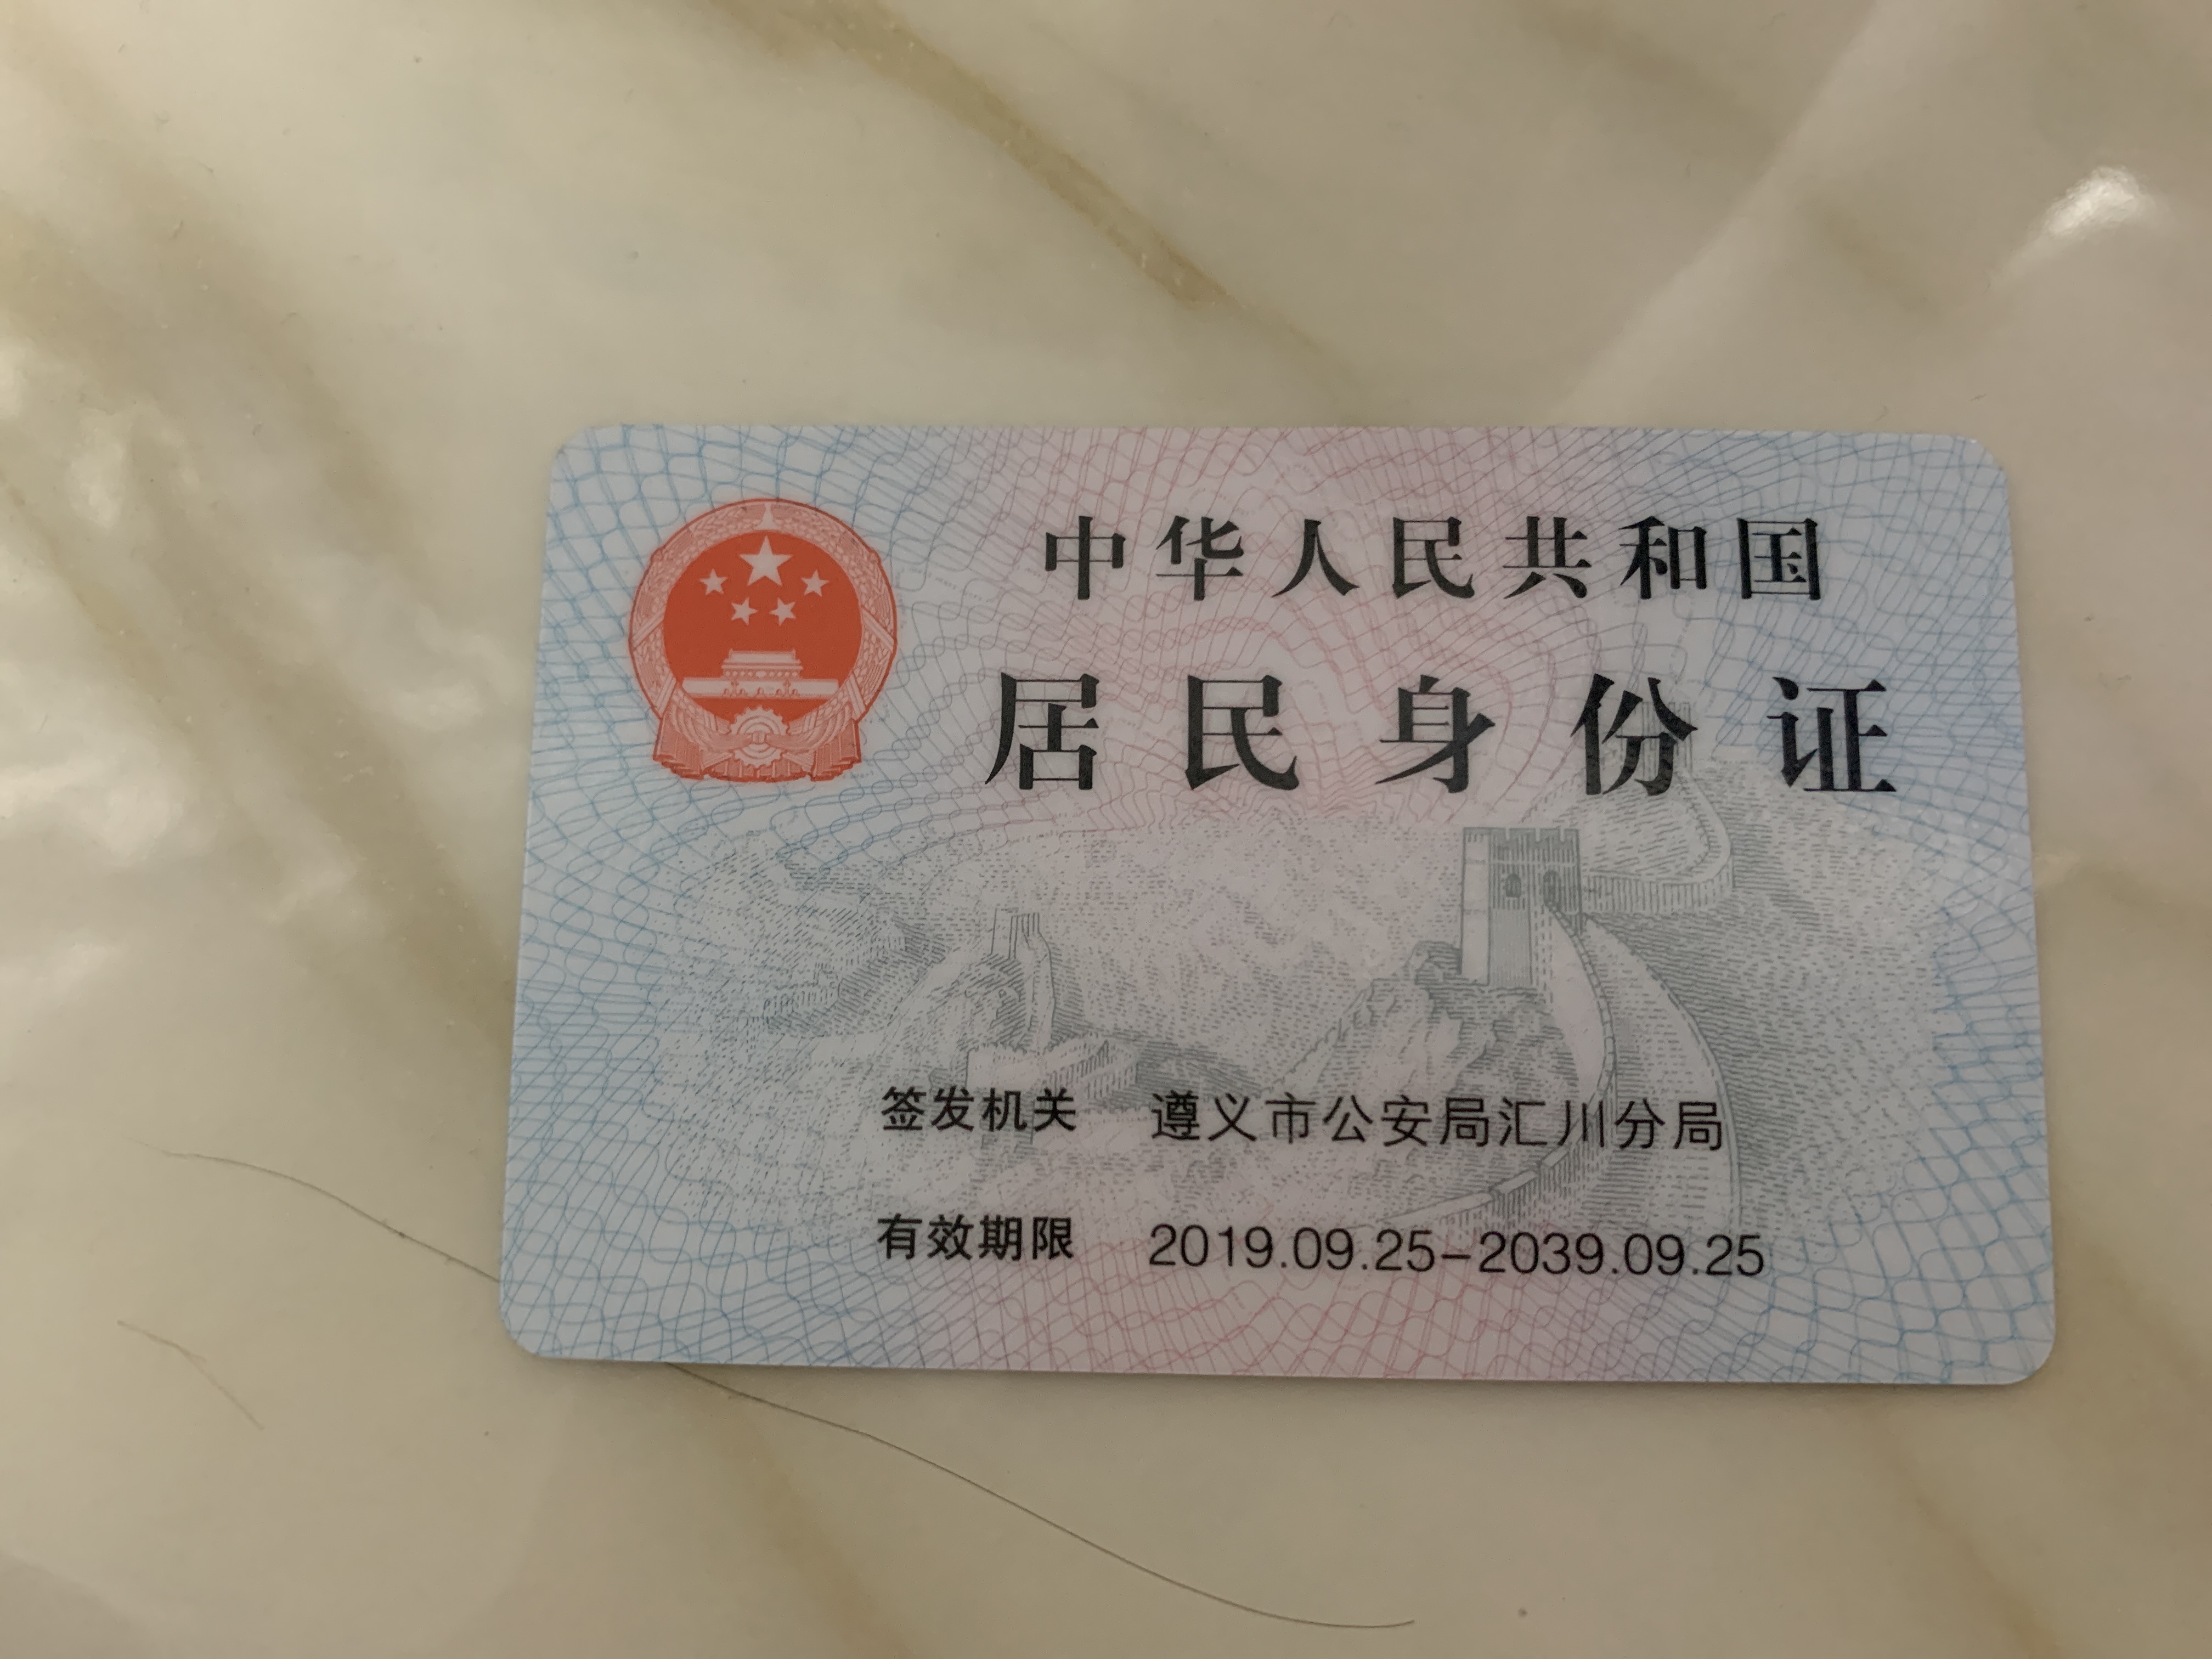 中华人民共和国
居民身份证
签发机关 遵义市公安局汇川分局
有效期限 2019.09.25-2039.09.25